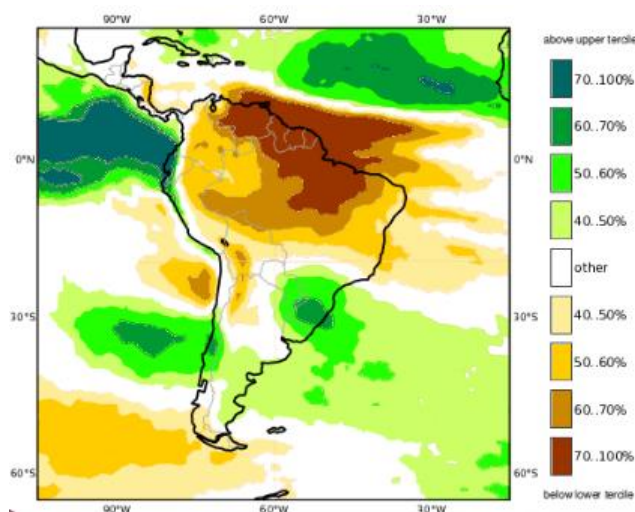 90°W 60°W 30°W
above upper tercile
70..100%
60..70%
50..60%
40..50%
other
40..50%
50..60%
60..70%
70..100%
below lower tercile
0°N 0°N
30°S 30°S
60°S 60°S
90°W 60°W 30°W